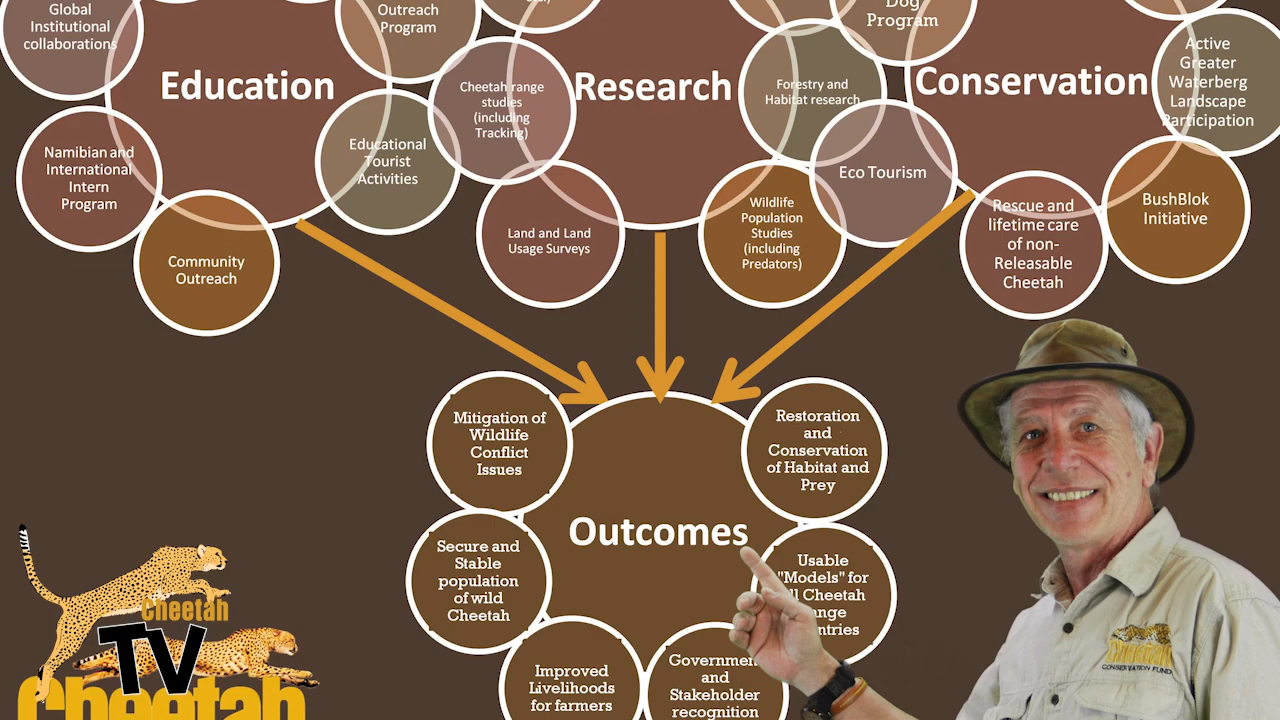 Global
Institutional
collaborations
Outreach
Program
Education
Namibian and
International
Intern
Program
Educational
Tourist
Activities
Community
Outreach
Research
Cheetah range
studies
(including
Tracking)
Forestry and
Habitat research
Land and Land
Usage Surveys
Wildlife
Population
Studies
(including
Predators)
Dog
Program
Conservation
Active
Greater
Waterberg
Landscape
Participation
Eco Tourism
Rescue and
lifetime care
of non-
Releasable
Cheetah
BushBlok
Initiative
Mitigation of
Wildlife
Conflict
Issues
Restoration
and
Conservation
of Habitat and
Prey
Outcomes
Secure and
Stable
population
of wild
Cheetah
Usable
"Models" for
Cheetah
Improved
Livelihoods
for farmers
and
Stakeholder
recognition
Cheetah
TV
Cheetah
Cheetah
CONSERVATION FUND